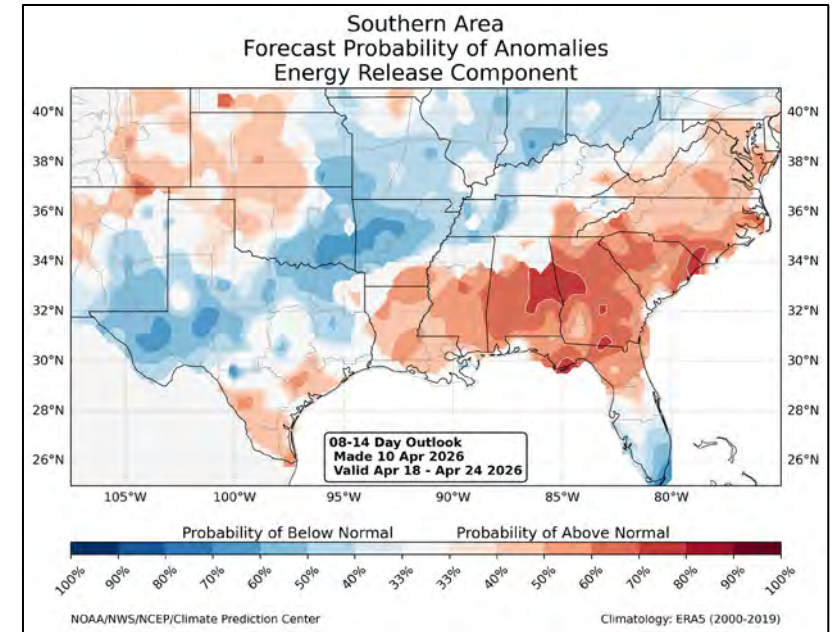 Southern Area
Forecast Probability of Anomalies
Energy Release Component
40°N 40°N
38°N 38°N
36°N 36°N
34°N 34°N
32°N 32°N
30°N 30°N
28°N 28°N
26°N 26°N
08-14 Day Outlook
Made 10 Apr 2026
Valid Apr 18 - Apr 24 2026
105°W 100°W 95°W 90°W 85°W 80°W
Probability of Below Normal Probability of Above Normal
100% 90% 80% 70% 60% 50% 40% 33% 33% 40% 50% 60% 70% 80% 90% 100%
NOAA/NWS/NCEP/Climate Prediction Center Climatology: ERA5 (2000-2019)